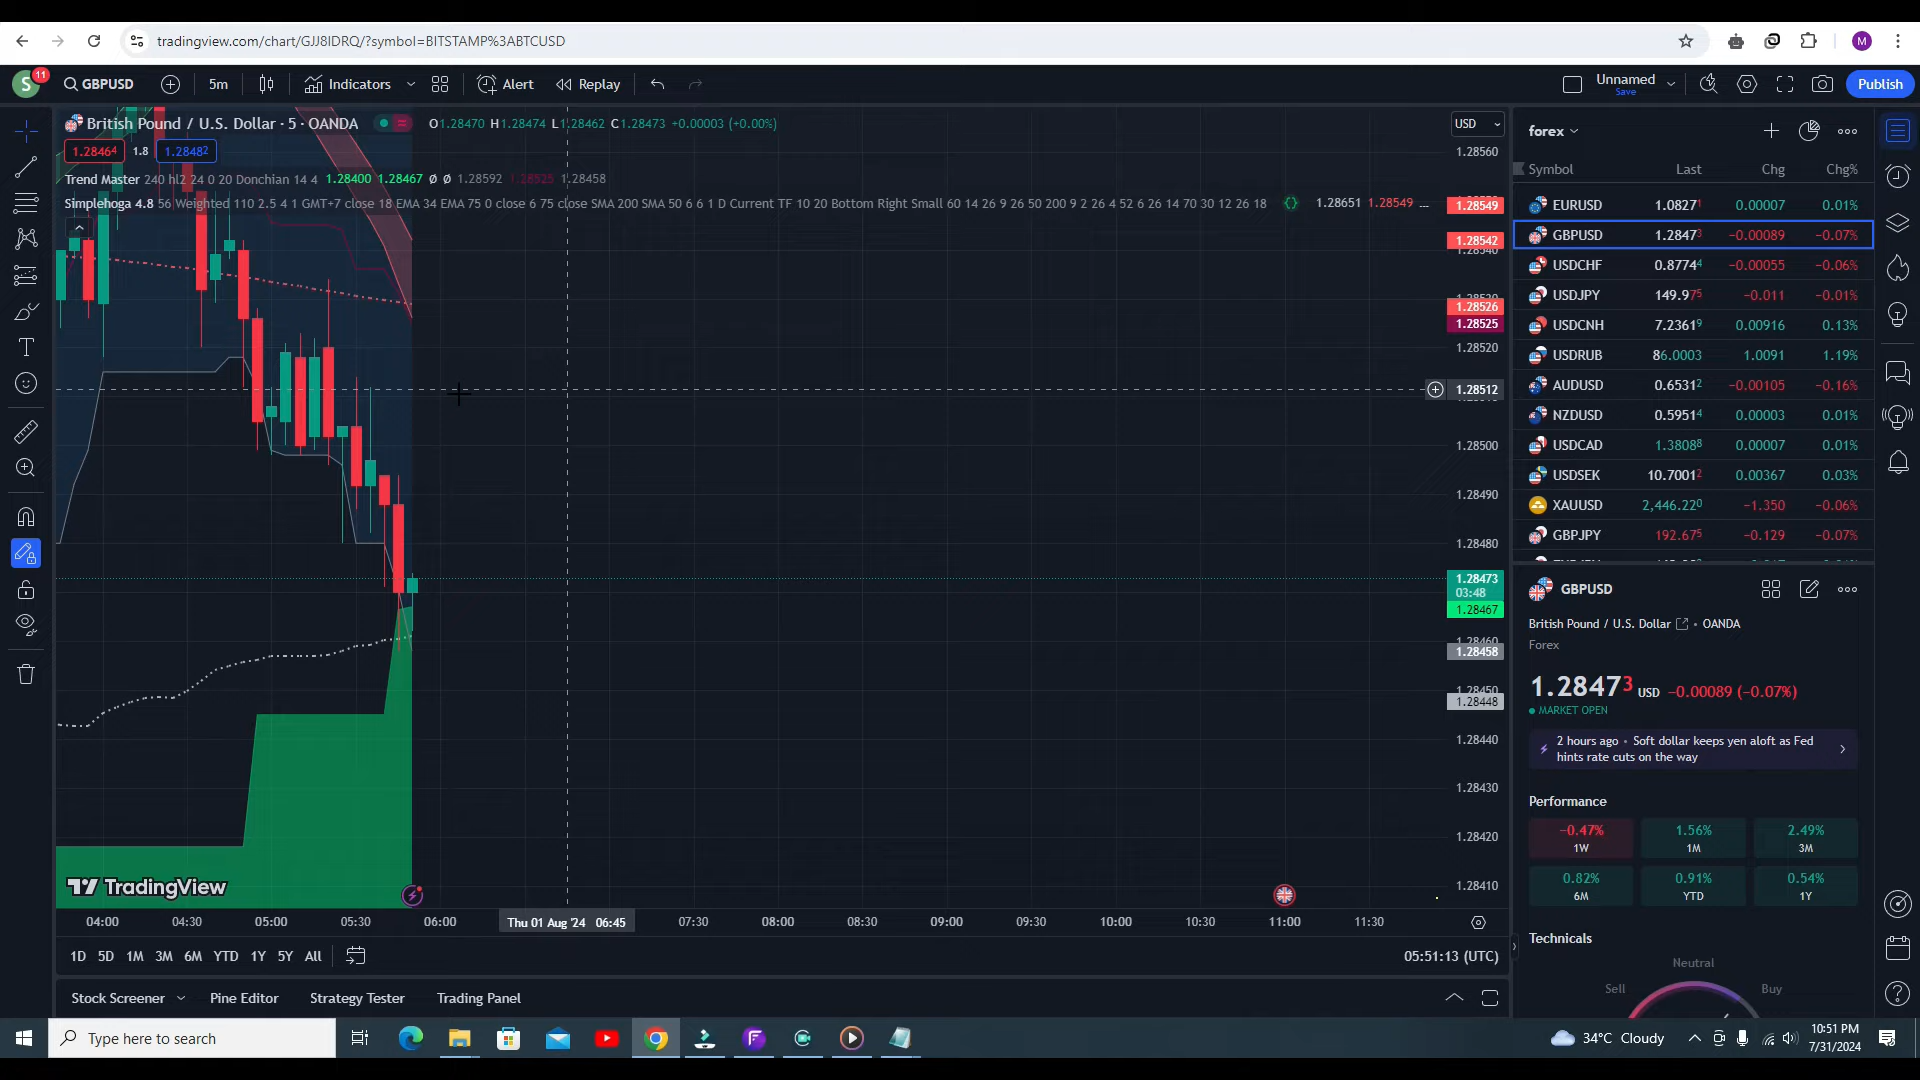 tradingview.com/chart/GJJ8IDRQ/?symbol=BITSTAMP%3ABTCUSD
M
S 11 GBPUSD 5m Indicators Alert Replay Unnamed Save Publish
British Pound / U.S. Dollar · 5 · OANDA O1.28470 H1.28474 L1.28462 C1.28473 +0.00003 (+0.00%)
1.28464 1.8 1.28482
Trend Master 240 hl2 24 0 20 Donchian 14 4 1.28400 1.28467 ø ø 1.28592 1.28525 1.28458
Simplehoga 4.8 56 Weighted 110 2.5 4 1 GMT+7 close 18 EMA 34 EMA 75 0 close 6 75 close SMA 200 SMA 50 6 6 1 D Current TF 10 20 Bottom Right Small 60 14 26 9 26 50 200 9 2 26 4 52 6 26 14 70 30 12 26 18 {} 1.28651 1.28549 ...
USD
1.28560
1.28549
1.28542
1.28526
1.28525
1.28520
1.28512
1.28500
1.28490
1.28480
1.28473
03:48
1.28467
1.28460
1.28458
1.28450
1.28448
1.28440
1.28430
1.28420
1.28410
TradingView
04:00 04:30 05:00 05:30 06:00 Thu 01 Aug '24 06:45 07:30 08:00 08:30 09:00 09:30 10:00 10:30 11:00 11:30
1D 5D 1M 3M 6M YTD 1Y 5Y All 05:51:13 (UTC)
Stock Screener Pine Editor Strategy Tester Trading Panel
forex
Symbol Last Chg Chg%
EURUSD 1.08271 0.00007 0.01%
GBPUSD 1.28473 −0.00089 −0.07%
USDCHF 0.87744 −0.00055 −0.06%
USDJPY 149.975 −0.011 −0.01%
USDCNH 7.23619 0.00916 0.13%
USDRUB 86.0003 1.0091 1.19%
AUDUSD 0.65312 −0.00105 −0.16%
NZDUSD 0.59514 0.00003 0.01%
USDCAD 1.38088 0.00007 0.01%
USDSEK 10.70012 0.00367 0.03%
XAUUSD 2,446.220 −1.350 −0.06%
GBPJPY 192.675 −0.129 −0.07%
GBPUSD
British Pound / U.S. Dollar • OANDA
Forex
1.28473 USD −0.00089 (−0.07%)
MARKET OPEN
2 hours ago • Soft dollar keeps yen aloft as Fed
hints rate cuts on the way
Performance
−0.47% 1.56% 2.49%
1W 1M 3M
0.82% 0.91% 0.54%
6M YTD 1Y
Technicals
Neutral
Sell Buy
Type here to search
34°C Cloudy
10:51 PM
7/31/2024